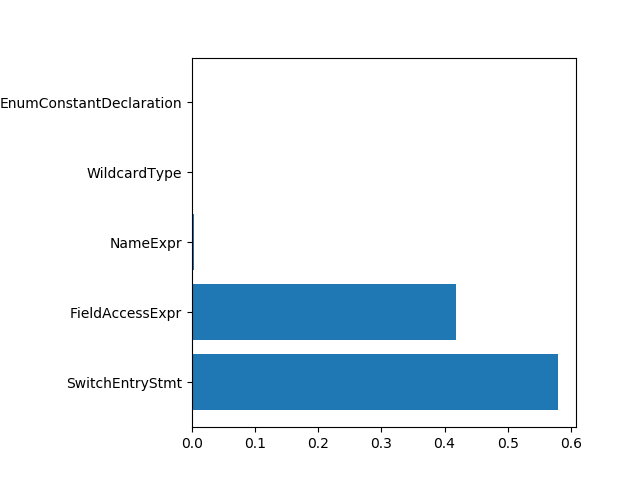 EnumConstantDeclaration
WildcardType
NameExpr
FieldAccessExpr
SwitchEntryStmt
0.0 0.1 0.2 0.3 0.4 0.5 0.6